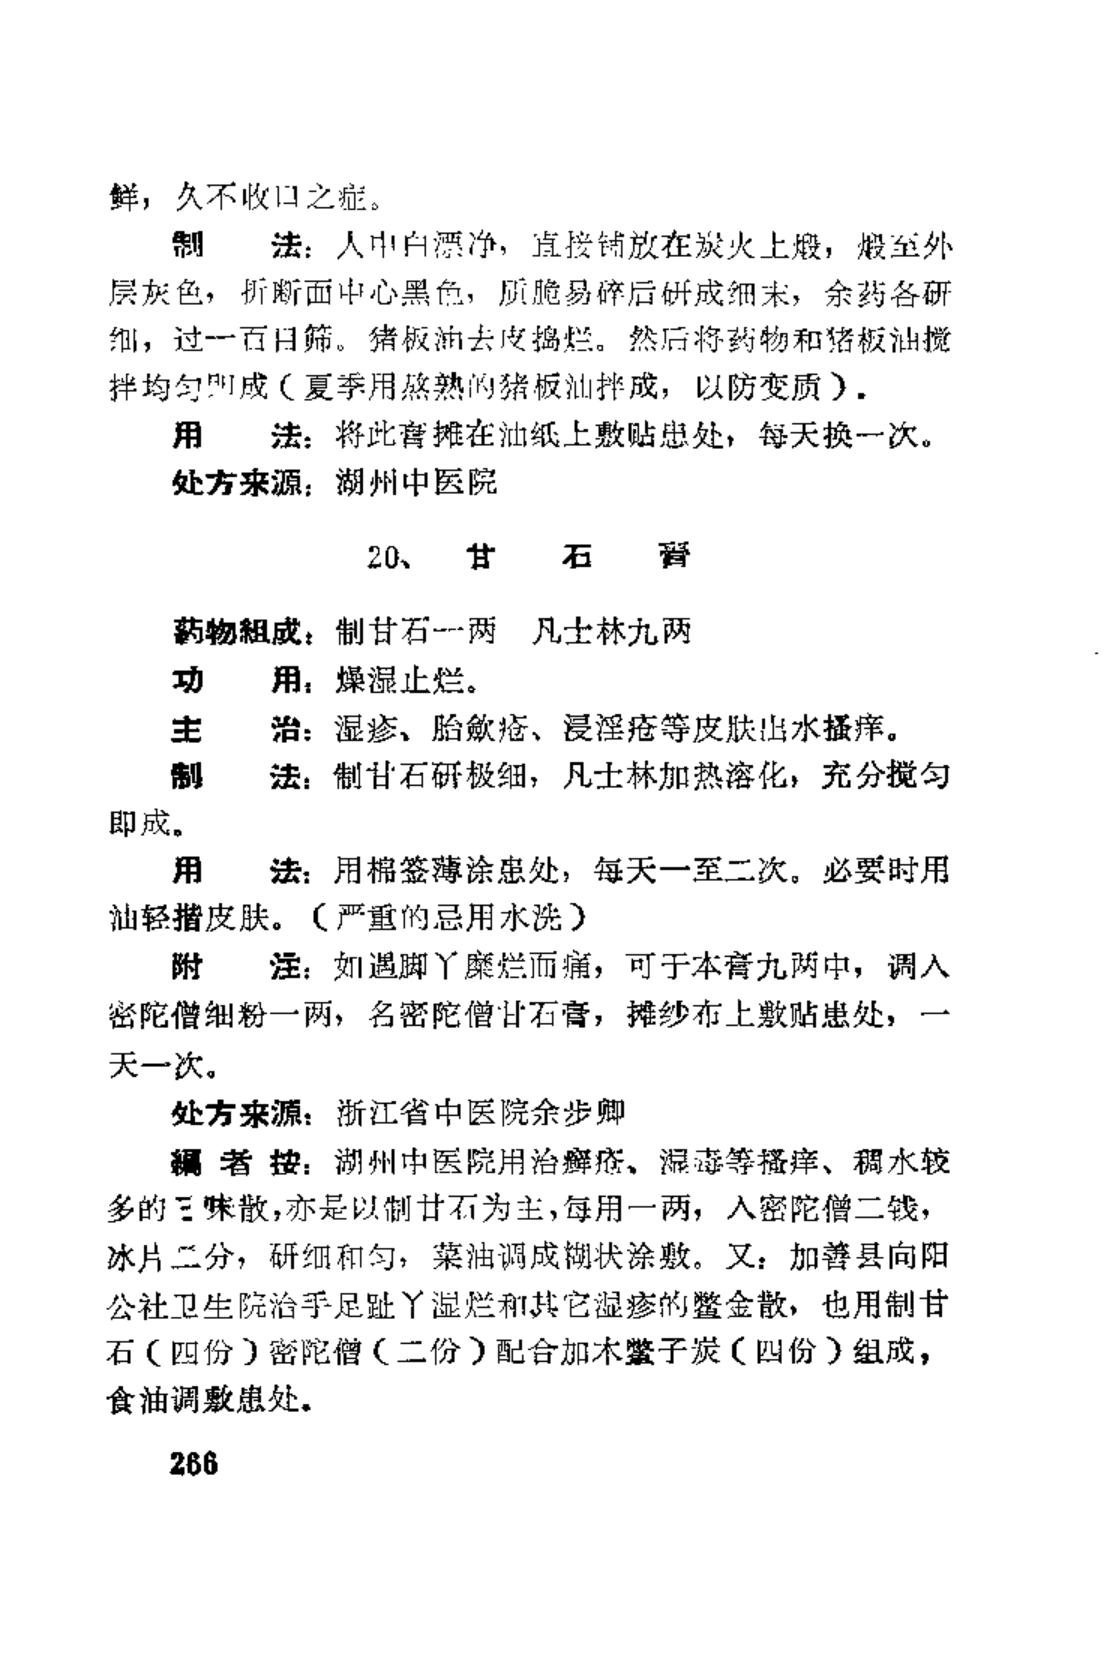 鲜，久不收口之症。
制　　法：人中白漂净，直接铺放在炭火上煅，煅至外
层灰色，折断面中心黑色，质脆易碎后研成细末，余药各研
细，过一百目筛。猪板油去皮捣烂。然后将药物和猪板油搅
拌均匀即成（夏季用熬熟的猪板油拌成，以防变质）．
用　　法：将此膏摊在油纸上敷贴患处，每天换一次。
处方来源：湖州中医院
20、　甘　石　膏
药物組成：制甘石一两　凡士林九两
功　　用：燥湿止烂。
主　　治：湿疹、胎歛疮、浸淫疮等皮肤出水搔痒。
制　　法：制甘石研极细，凡士林加热溶化，充分搅匀
即成。
用　　法：用棉签薄涂患处，每天一至二次。必要时用
油轻揩皮肤。（严重的忌用水洗）
附　　注：如遇脚丫糜烂而痛，可于本膏九两中，调入
密陀僧细粉一两，名密陀僧甘石膏，摊纱布上敷贴患处，一
天一次。
处方来源：浙江省中医院余步卿
編 者 按：湖州中医院用治癣疮、湿毒等搔痒、稠水较
多的三味散，亦是以制甘石为主，每用一两，入密陀僧二钱，
冰片二分，研细和匀，菜油调成糊状涂敷。又：加善县向阳
公社卫生院治手足趾丫湿烂和其它湿疹的鳖金散，也用制甘
石（四份）密陀僧（二份）配合加木鳖子炭（四份）组成，
食油调敷患处．
266